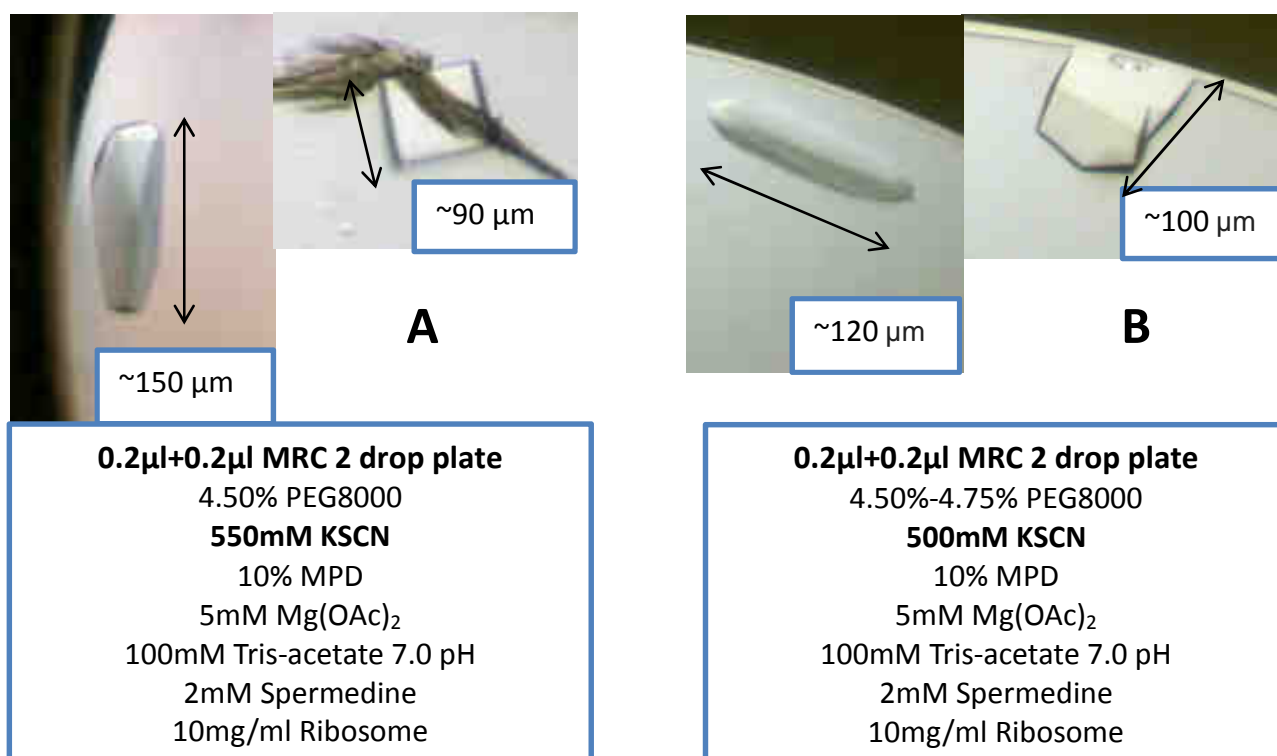 ~150 µm
~90 µm
A
0.2µl+0.2µl MRC 2 drop plate
4.50% PEG8000
550mM KSCN
10% MPD
5mM Mg(OAc)₂
100mM Tris-acetate 7.0 pH
2mM Spermedine
10mg/ml Ribosome
~120 µm
~100 µm
B
0.2µl+0.2µl MRC 2 drop plate
4.50%-4.75% PEG8000
500mM KSCN
10% MPD
5mM Mg(OAc)₂
100mM Tris-acetate 7.0 pH
2mM Spermedine
10mg/ml Ribosome